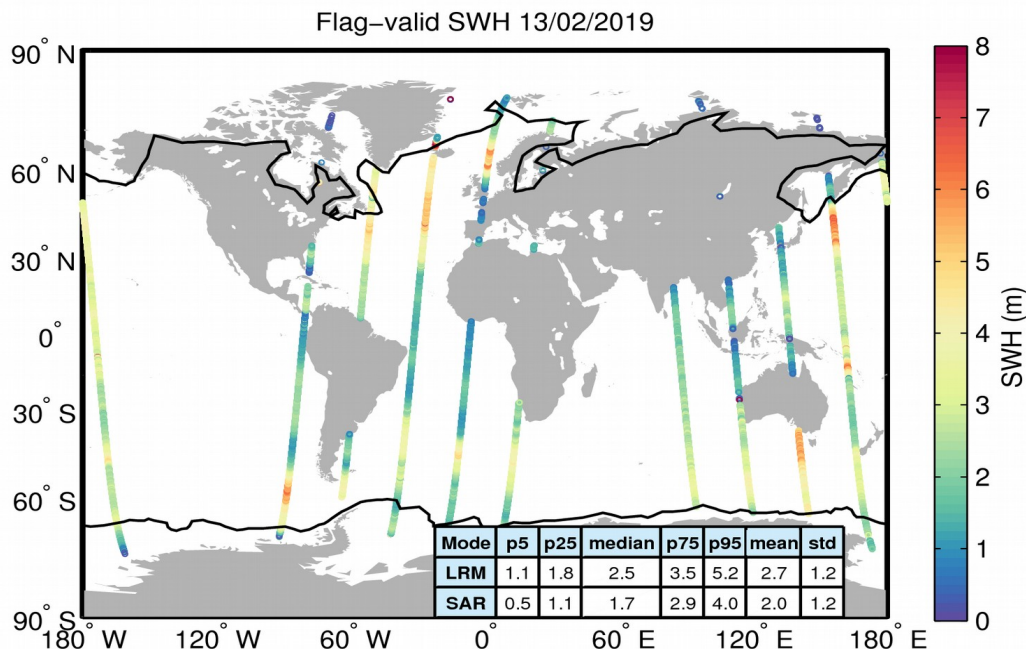 Flag−valid SWH 13/02/2019
90° N
60° N
30° N
0°
30° S
60° S
90° S
180° W
120° W
60° W
0°
60° E
120° E
180° E
8
7
6
5
4
3
2
1
0
SWH (m)
Mode p5 p25 median p75 p95 mean std
LRM 1.1 1.8 2.5 3.5 5.2 2.7 1.2
SAR 0.5 1.1 1.7 2.9 4.0 2.0 1.2